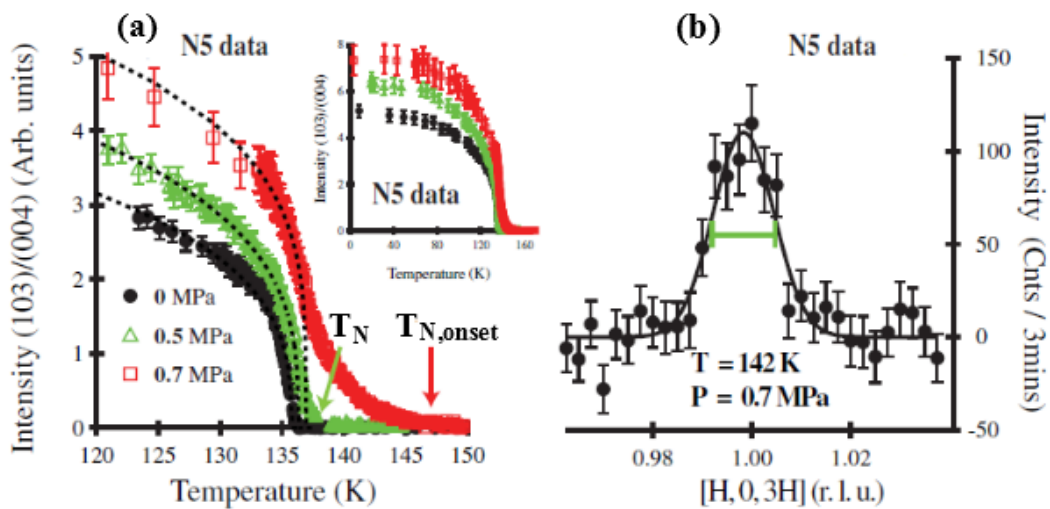 (a)
N5 data
Intensity (103)/(004) (Arb. units)
5
4
3
2
1
0
120
130
140
150
Temperature (K)
0 MPa
0.5 MPa
0.7 MPa
T_N
T_N,onset
8
6
4
2
0
0
40
80
120
160
Intensity (103)/(004)
N5 data
Temperature (K)
(b)
N5 data
150
100
50
0
-50
Intensity (Cnts / 3mins)
T = 142 K
P = 0.7 MPa
0.98
1.00
1.02
[H, 0, 3H] (r. l. u.)